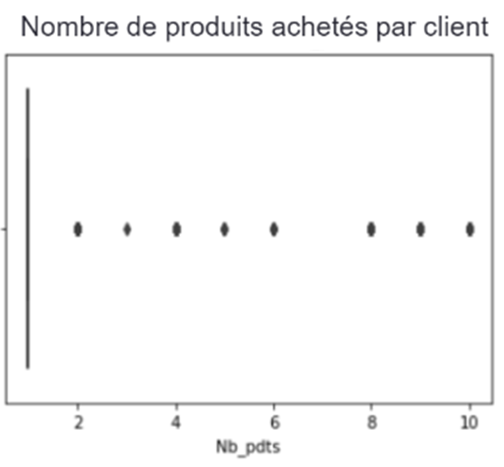 Nombre de produits achetés par client
2 4 6 8 10
Nb_pdts